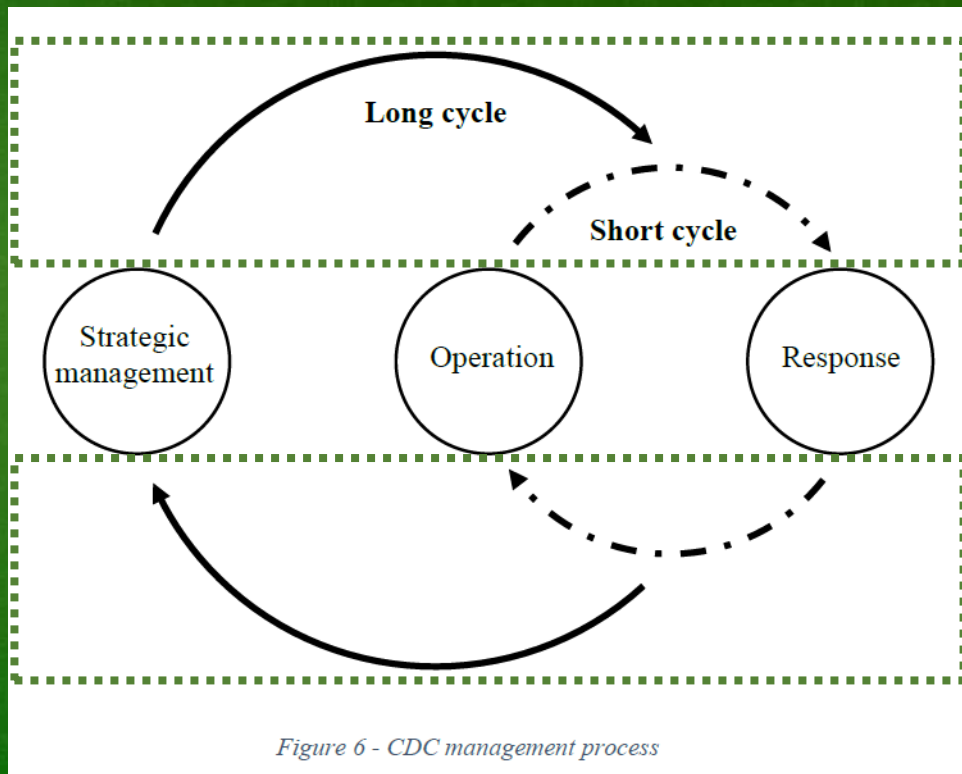 Long cycle
Short cycle
Strategic
management
Operation
Response
Figure 6 - CDC management process